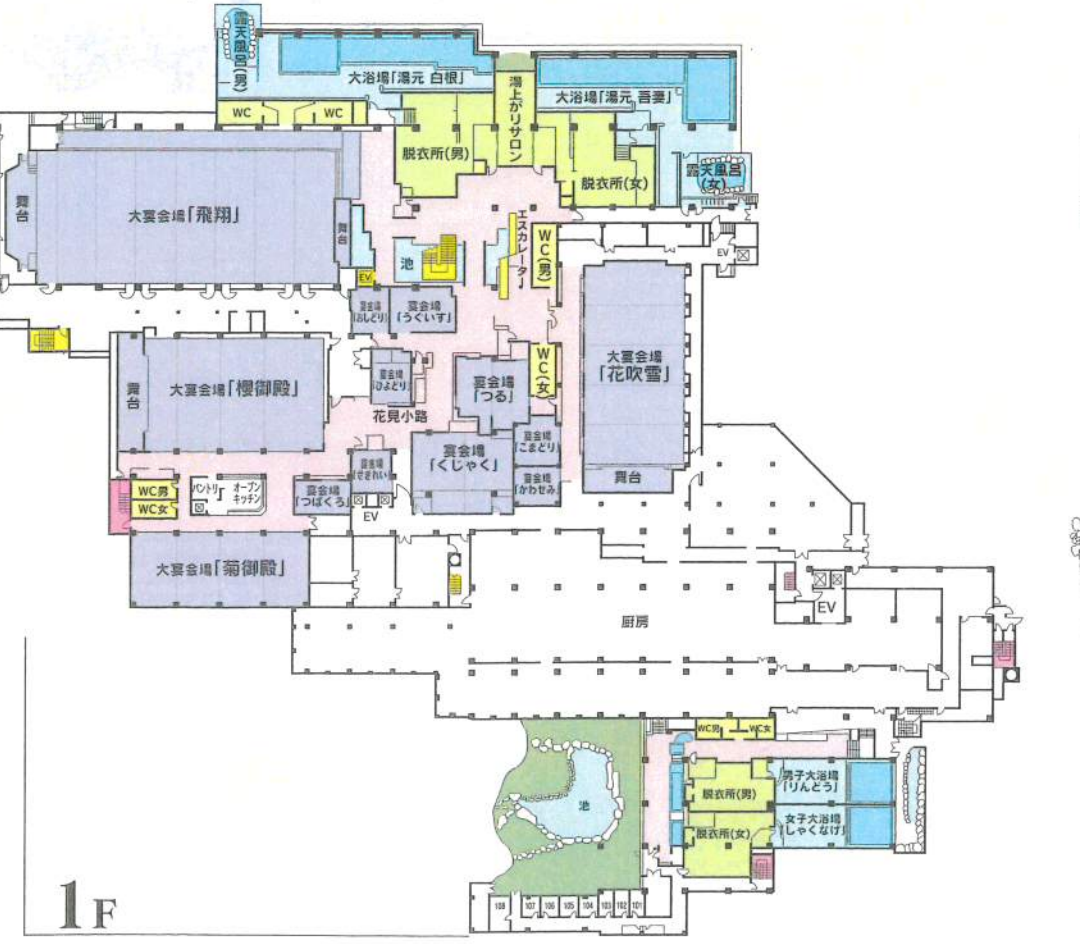 露天風呂(男)
大浴場「湯元 白根」
湯上がりサロン
大浴場「湯元 吾妻」
WC
WC
脱衣所(男)
脱衣所(女)
露天風呂
(女)
舞台
大宴会場「飛翔」
舞台
池
EV
エスカレーター
WC(男)
EV
宴会場
「おしどり」
宴会場
「うぐいす」
大宴会場
「花吹雪」
舞台
舞台
大宴会場「櫻御殿」
宴会場
「ひよどり」
花見小路
宴会場
「つる」
WC(女)
宴会場
「こまどり」
宴会場
「くじゃく」
宴会場
「かわせみ」
宴会場
「せきれい」
宴会場
「つばくろ」
EV
WC男
WC女
パントリー
オープン
キッチン
大宴会場「菊御殿」
厨房
EV
WC男
WC女
男子大浴場
「りんどう」
脱衣所(男)
女子大浴場
「しゃくなげ」
脱衣所(女)
池
108
107
106
105
104
103
102
101
1F